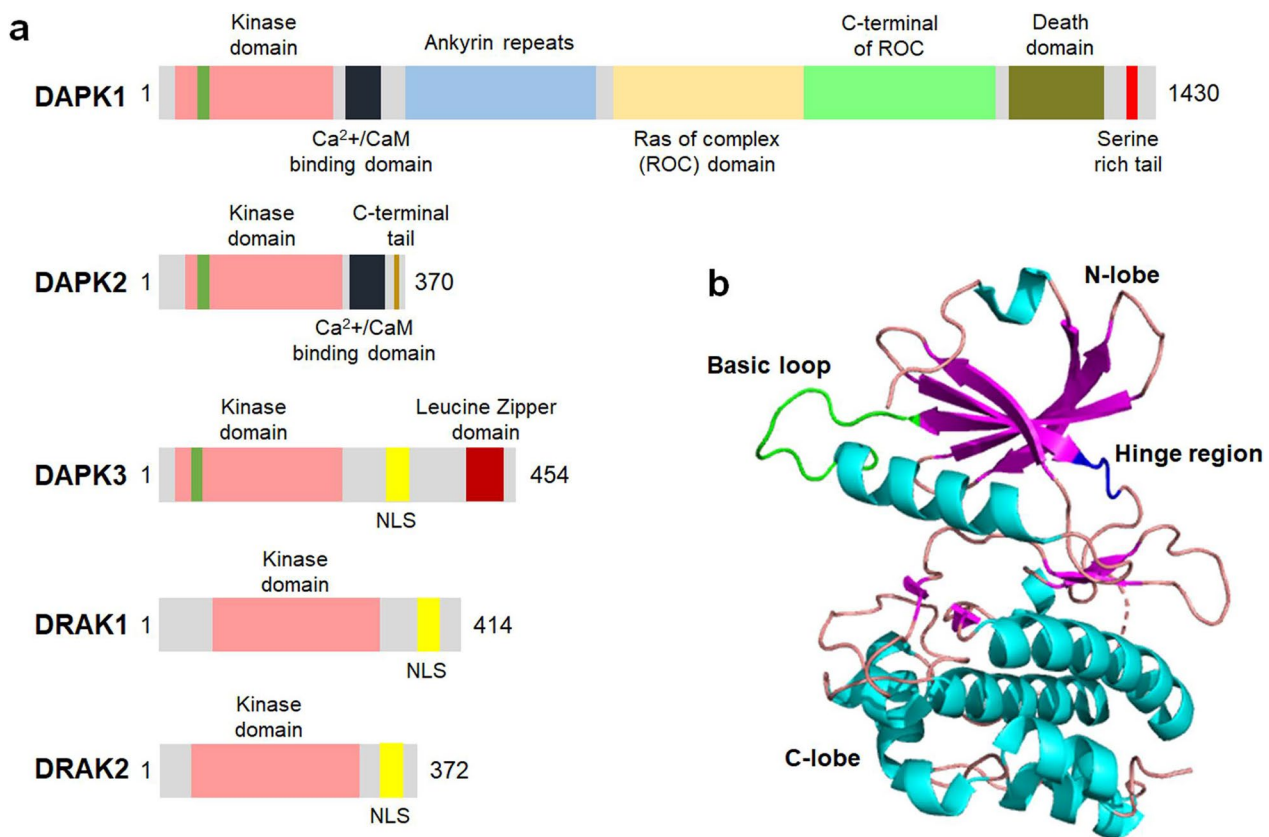 a
Kinase
domain
Ankyrin repeats
C-terminal
of ROC
Death
domain
DAPK1 1
1430
Ca²⁺/CaM
binding domain
Ras of complex
(ROC) domain
Serine
rich tail
Kinase
domain
C-terminal
tail
DAPK2 1
370
Ca²⁺/CaM
binding domain
Kinase
domain
Leucine Zipper
domain
DAPK3 1
454
NLS
Kinase
domain
DRAK1 1
414
NLS
Kinase
domain
DRAK2 1
372
NLS
b
N-lobe
Basic loop
Hinge region
C-lobe